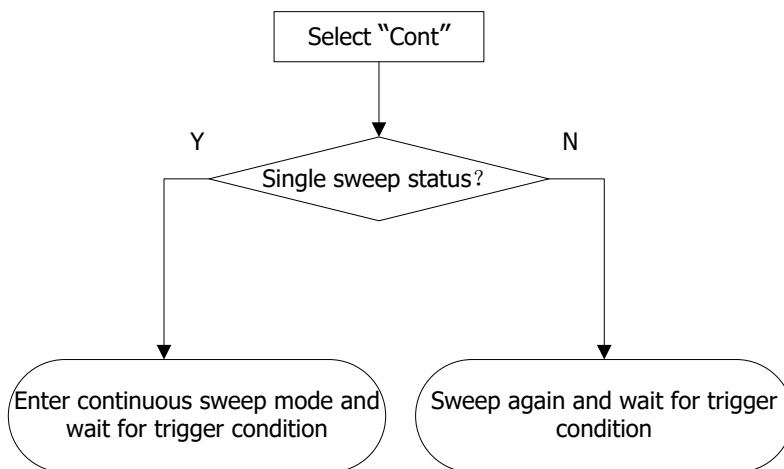 Select “Cont”
Y
N
Single sweep status？
Enter continuous sweep mode and
wait for trigger condition
Sweep again and wait for trigger
condition